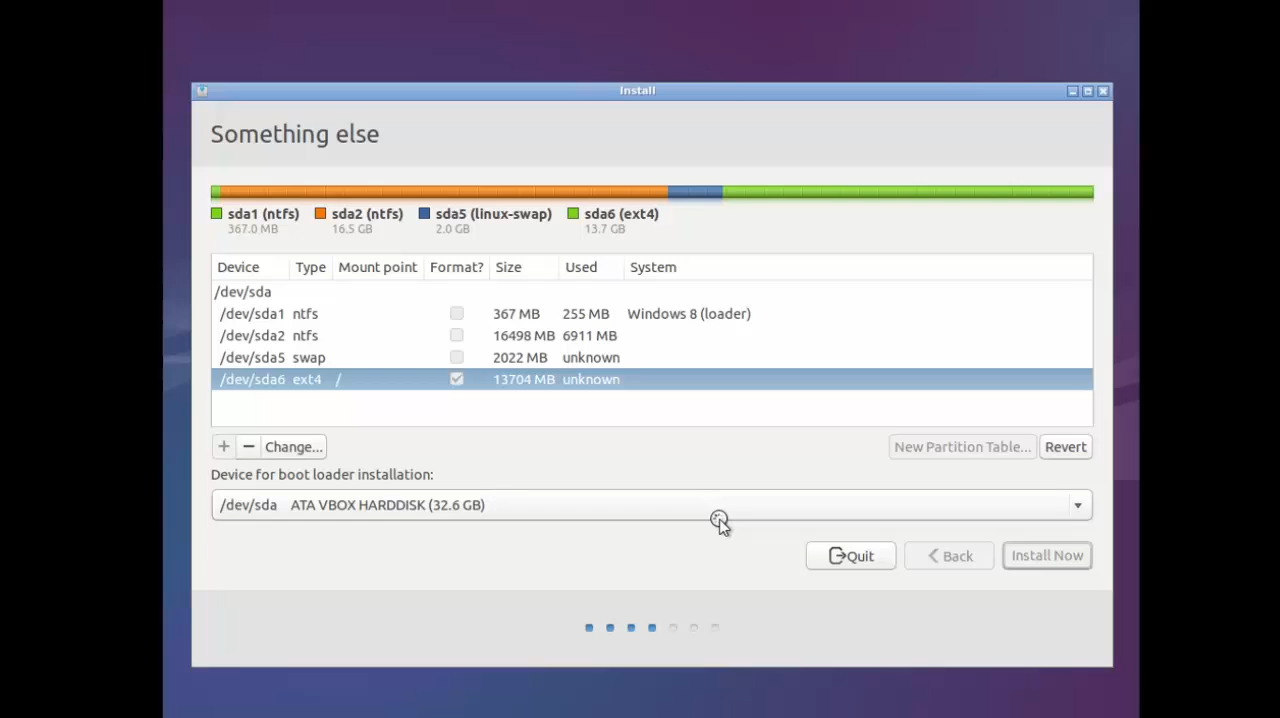 Install
Something else
sda1 (ntfs) sda2 (ntfs) sda5 (linux-swap) sda6 (ext4)
367.0 MB 16.5 GB 2.0 GB 13.7 GB
Device Type Mount point Format? Size Used System
/dev/sda
/dev/sda1 ntfs 367 MB 255 MB Windows 8 (loader)
/dev/sda2 ntfs 16498 MB 6911 MB
/dev/sda5 swap 2022 MB unknown
/dev/sda6 ext4 / 13704 MB unknown
+ − Change... New Partition Table... Revert
Device for boot loader installation:
/dev/sda ATA VBOX HARDDISK (32.6 GB)
Quit Back Install Now